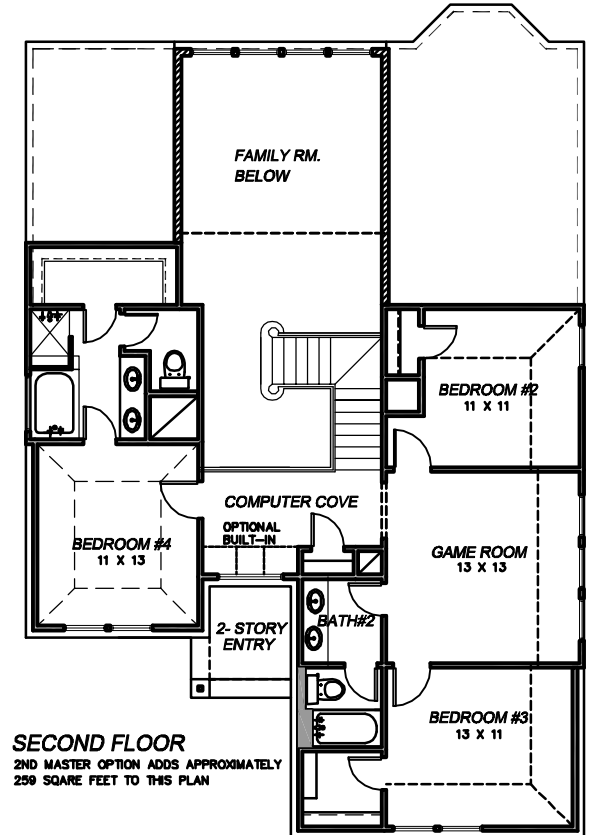 FAMILY RM.
BELOW
BEDROOM #2
11 X 11
COMPUTER COVE
OPTIONAL
BUILT-IN
BEDROOM #4
11 X 13
GAME ROOM
13 X 13
2- STORY
ENTRY
BATH#2
BEDROOM #3
13 X 11
SECOND FLOOR
2ND MASTER OPTION ADDS APPROXIMATELY
259 SQARE FEET TO THIS PLAN